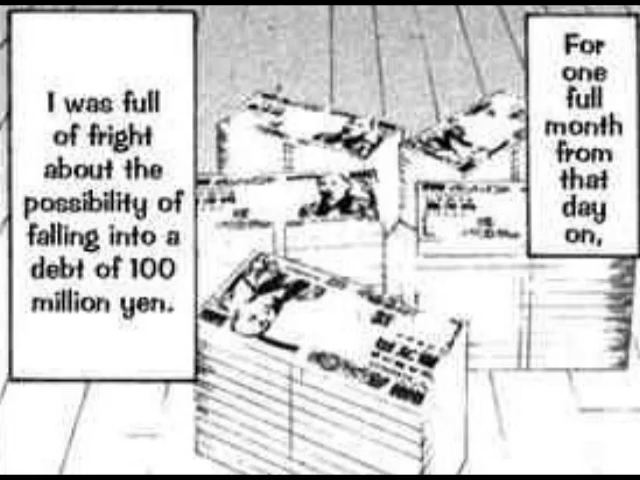 For
one
full
month
from
that
day
on,
I was full
of fright
about the
possibility of
falling into a
debt of 100
million yen.